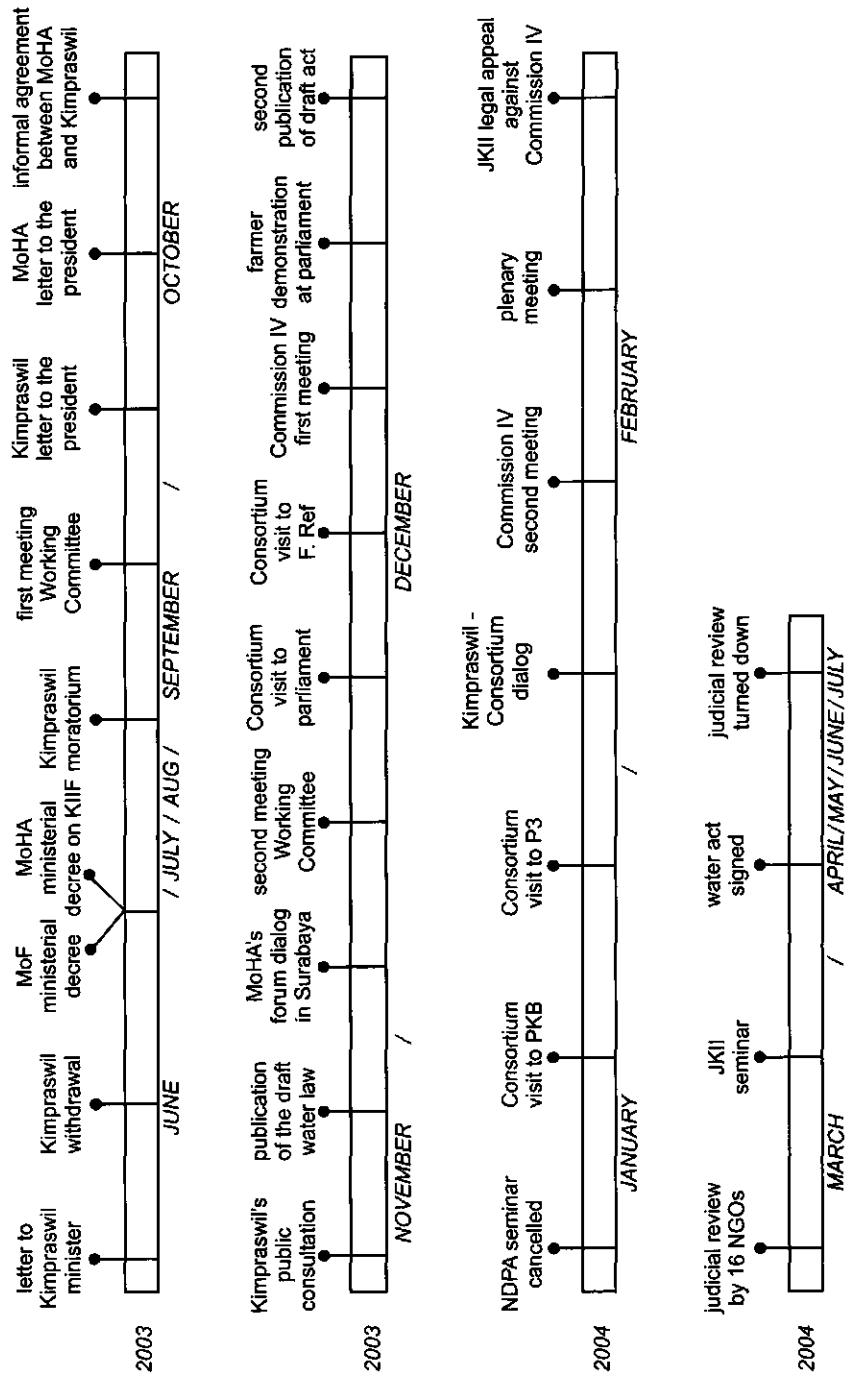 2003
letter to
Kimpraswil
minister
Kimpraswil
withdrawal
MoF
ministerial
decree
MoHA
ministerial
decree on KIIF
Kimpraswil
moratorium
first meeting
Working
Committee
Kimpraswil
letter to the
president
MoHA
letter to the
president
informal agreement
between MoHA
and Kimpraswil
JUNE / JULY / AUG / SEPTEMBER / OCTOBER
2003
Kimpraswil's
public
consultation
publication
of the draft
water law
MoHA's
forum dialog
in Surabaya
second meeting
Working
Committee
Consortium
visit to
parliament
Consortium
visit to
F. Ref
Commission IV
first meeting
farmer
demonstration
at parliament
second
publication
of draft act
NOVEMBER / DECEMBER
2004
NDPA seminar
cancelled
Consortium
visit to PKB
Consortium
visit to P3
Kimpraswil -
Consortium
dialog
Commission IV
second meeting
plenary
meeting
JKII legal appeal
against
Commission IV
JANUARY / FEBRUARY
2004
judicial review
by 16 NGOs
JKII
seminar
water act
signed
judicial review
turned down
MARCH / APRIL / MAY / JUNE / JULY